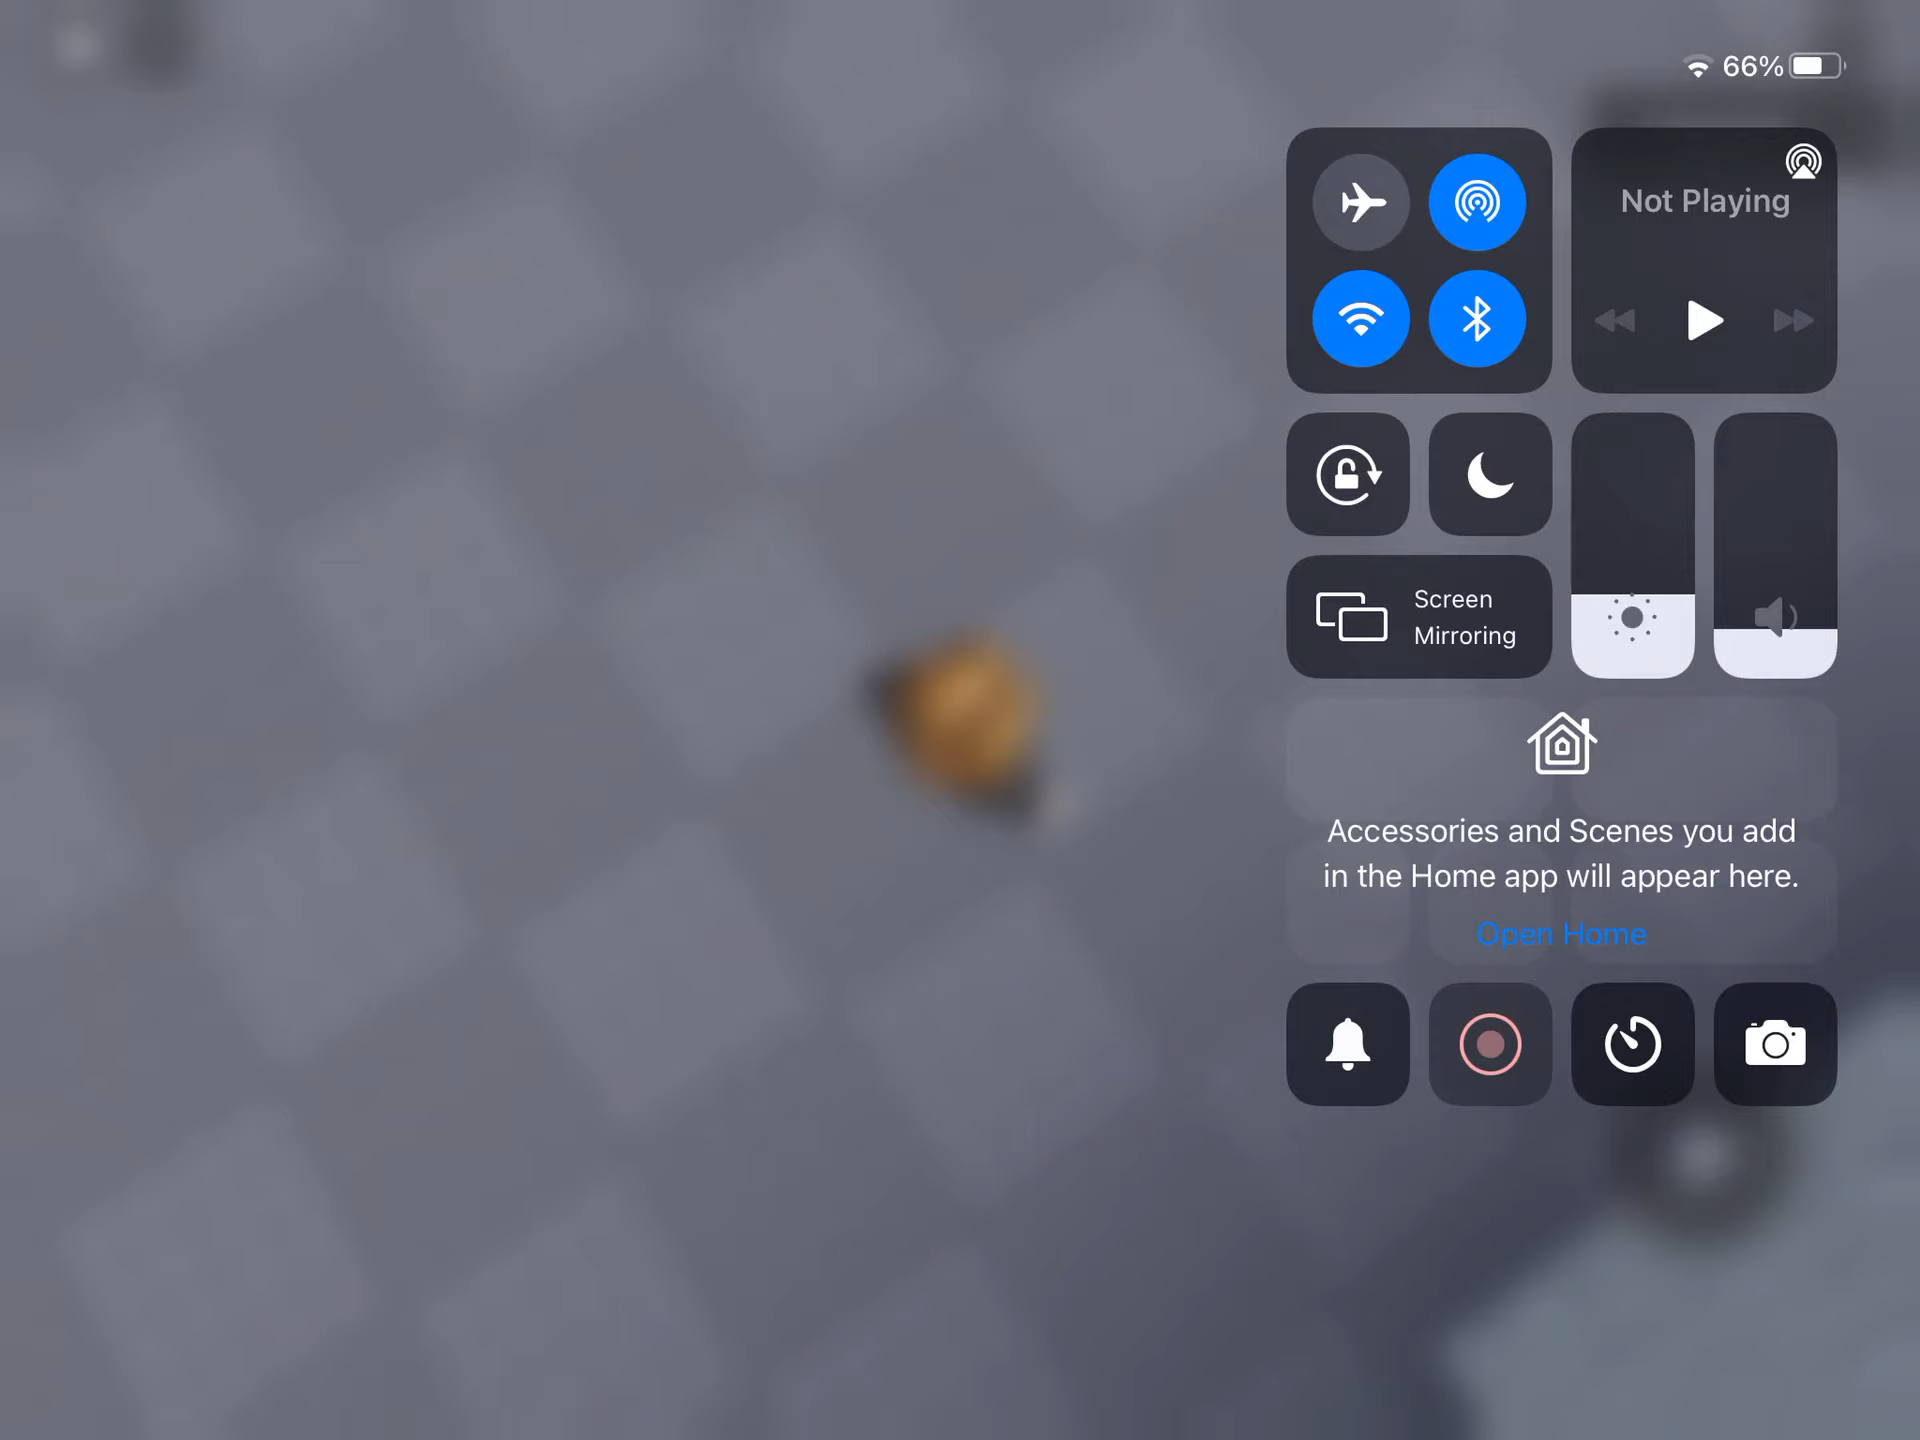 66%
Not Playing
Screen
Mirroring
Accessories and Scenes you add
in the Home app will appear here.
Open Home